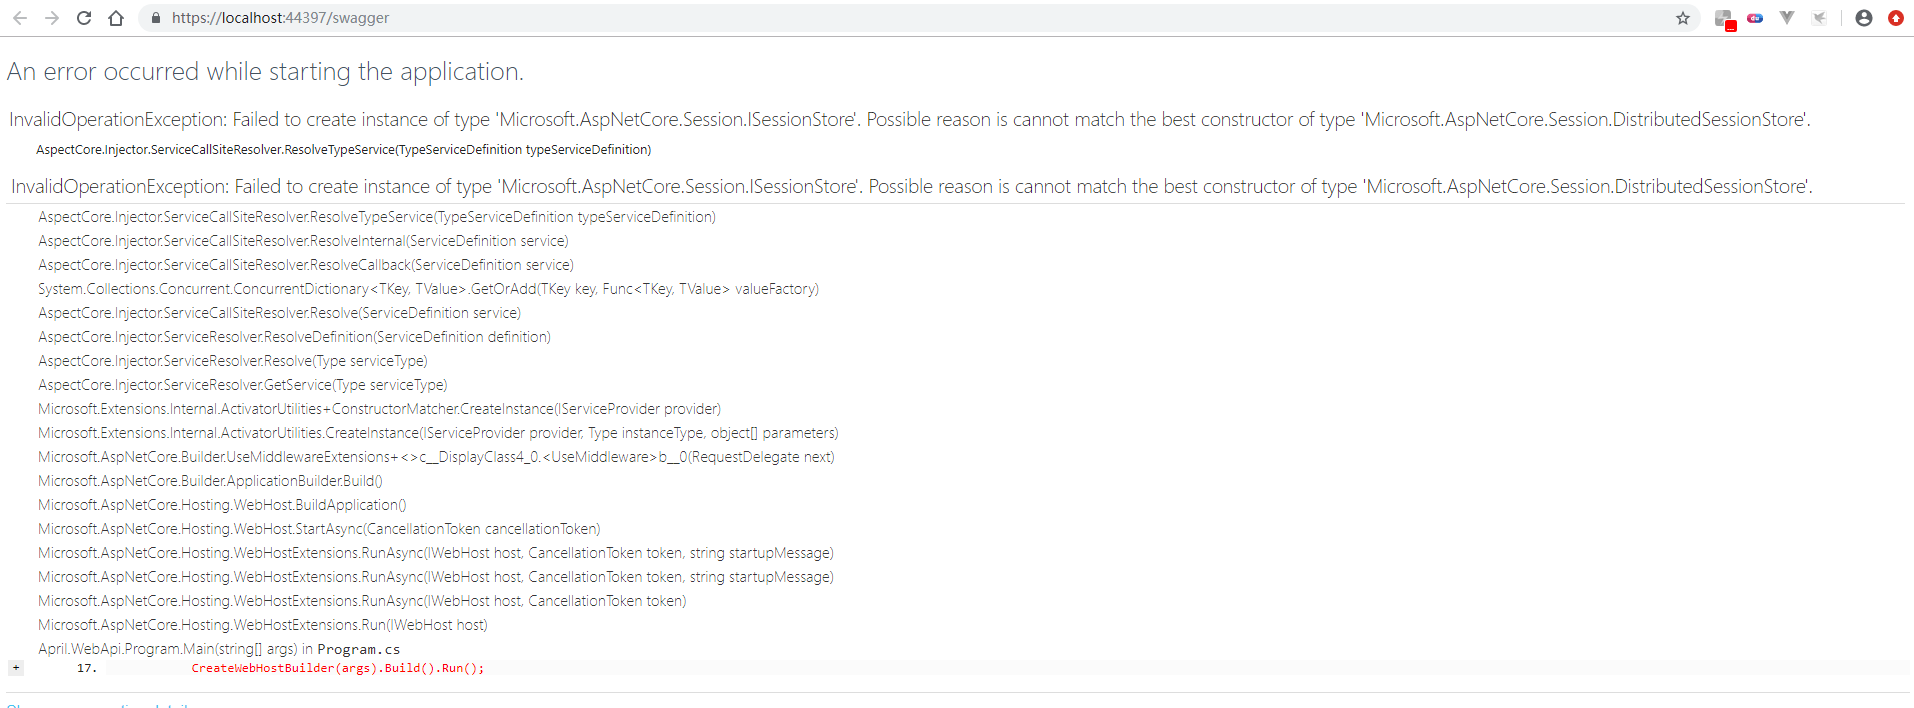 https://localhost:44397/swagger
An error occurred while starting the application.
InvalidOperationException: Failed to create instance of type 'Microsoft.AspNetCore.Session.ISessionStore'. Possible reason is cannot match the best constructor of type 'Microsoft.AspNetCore.Session.DistributedSessionStore'.
AspectCore.Injector.ServiceCallSiteResolver.ResolveTypeService(TypeServiceDefinition typeServiceDefinition)
InvalidOperationException: Failed to create instance of type 'Microsoft.AspNetCore.Session.ISessionStore'. Possible reason is cannot match the best constructor of type 'Microsoft.AspNetCore.Session.DistributedSessionStore'.
AspectCore.Injector.ServiceCallSiteResolver.ResolveTypeService(TypeServiceDefinition typeServiceDefinition)
AspectCore.Injector.ServiceCallSiteResolver.ResolveInternal(ServiceDefinition service)
AspectCore.Injector.ServiceCallSiteResolver.ResolveCallback(ServiceDefinition service)
System.Collections.Concurrent.ConcurrentDictionary<TKey, TValue>.GetOrAdd(TKey key, Func<TKey, TValue> valueFactory)
AspectCore.Injector.ServiceCallSiteResolver.Resolve(ServiceDefinition service)
AspectCore.Injector.ServiceResolver.ResolveDefinition(ServiceDefinition definition)
AspectCore.Injector.ServiceResolver.Resolve(Type serviceType)
AspectCore.Injector.ServiceResolver.GetService(Type serviceType)
Microsoft.Extensions.Internal.ActivatorUtilities+ConstructorMatcher.CreateInstance(IServiceProvider provider)
Microsoft.Extensions.Internal.ActivatorUtilities.CreateInstance(IServiceProvider provider, Type instanceType, object[] parameters)
Microsoft.AspNetCore.Builder.UseMiddlewareExtensions+<>c__DisplayClass4_0.<UseMiddleware>b__0(RequestDelegate next)
Microsoft.AspNetCore.Builder.ApplicationBuilder.Build()
Microsoft.AspNetCore.Hosting.WebHost.BuildApplication()
Microsoft.AspNetCore.Hosting.WebHost.StartAsync(CancellationToken cancellationToken)
Microsoft.AspNetCore.Hosting.WebHostExtensions.RunAsync(IWebHost host, CancellationToken token, string startupMessage)
Microsoft.AspNetCore.Hosting.WebHostExtensions.RunAsync(IWebHost host, CancellationToken token, string startupMessage)
Microsoft.AspNetCore.Hosting.WebHostExtensions.RunAsync(IWebHost host, CancellationToken token)
Microsoft.AspNetCore.Hosting.WebHostExtensions.Run(IWebHost host)
April.WebApi.Program.Main(string[] args) in Program.cs
+ 17. CreateWebHostBuilder(args).Build().Run();